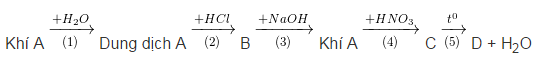 Khí A $\xrightarrow[(1)]{+H_2O}$ Dung dịch A $\xrightarrow[(2)]{+HCl}$ B $\xrightarrow[(3)]{+NaOH}$ Khí A $\xrightarrow[(4)]{+HNO_3}$ C $\xrightarrow[(5)]{t^0}$ D + H₂O